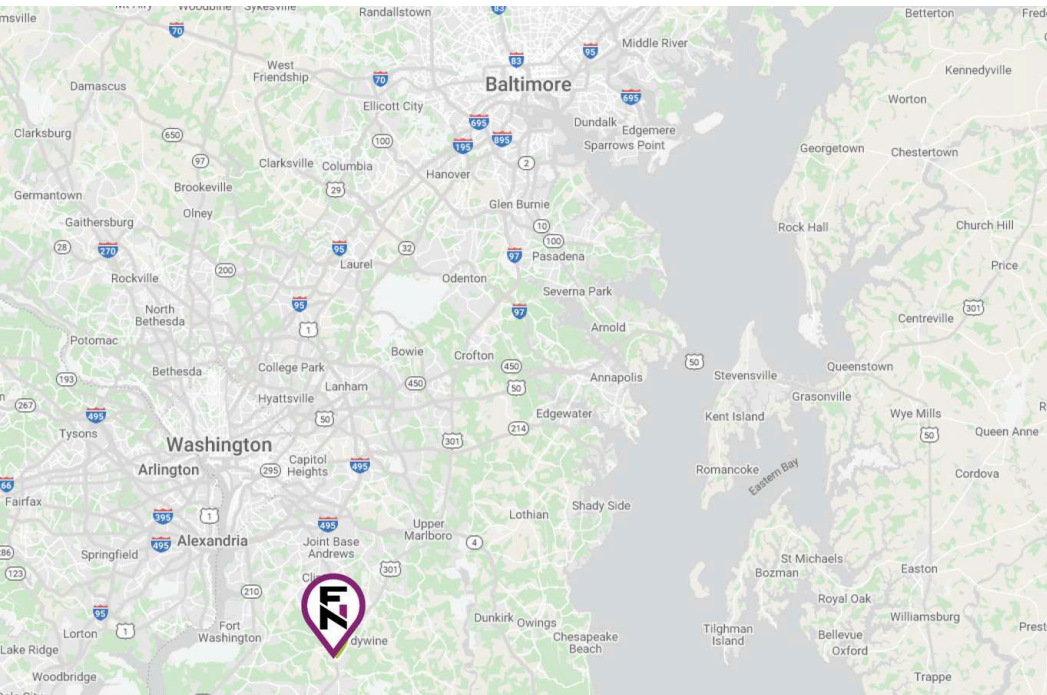 83
Betterton
Randallstown
70
95
Middle River
83
West
Friendship
70
Kennedyville
Damascus
Baltimore
695
Worton
Ellicott City
Clarksburg
650
100
695
895
Dundalk
Edgemere
195
Sparrows Point
Georgetown
Chestertown
97
Clarksville
Columbia
2
Hanover
Germantown
Brookeville
29
Glen Burnie
Gaithersburg
Olney
10
Rock Hall
Church Hill
28
270
95
32
100
97
Pasadena
Laurel
Price
Rockville
200
Odenton
Severna Park
95
97
301
North
Bethesda
1
Arnold
Centreville
Potomac
Bowie
Crofton
450
50
Queenstown
Bethesda
College Park
Annapolis
Stevensville
193
Lanham
450
50
Grasonville
267
Hyattsville
495
50
Edgewater
Kent Island
Wye Mills
Tysons
214
301
50
Queen Anne
Washington
Arlington
295
Capitol
Heights
495
Romancoke
Eastern Bay
Cordova
66
Fairfax
Shady Side
395
1
495
Upper
Marlboro
Lothian
495
Alexandria
Joint Base
Andrews
4
Springfield
St Michaels
123
301
Bozman
Easton
210
FN
Royal Oak
95
Dunkirk
Owings
Williamsburg
Lorton
1
Fort
Washington
dywine
Chesapeake
Beach
Tilghman
Island
Bellevue
Oxford
Lake Ridge
Woodbridge
Trappe